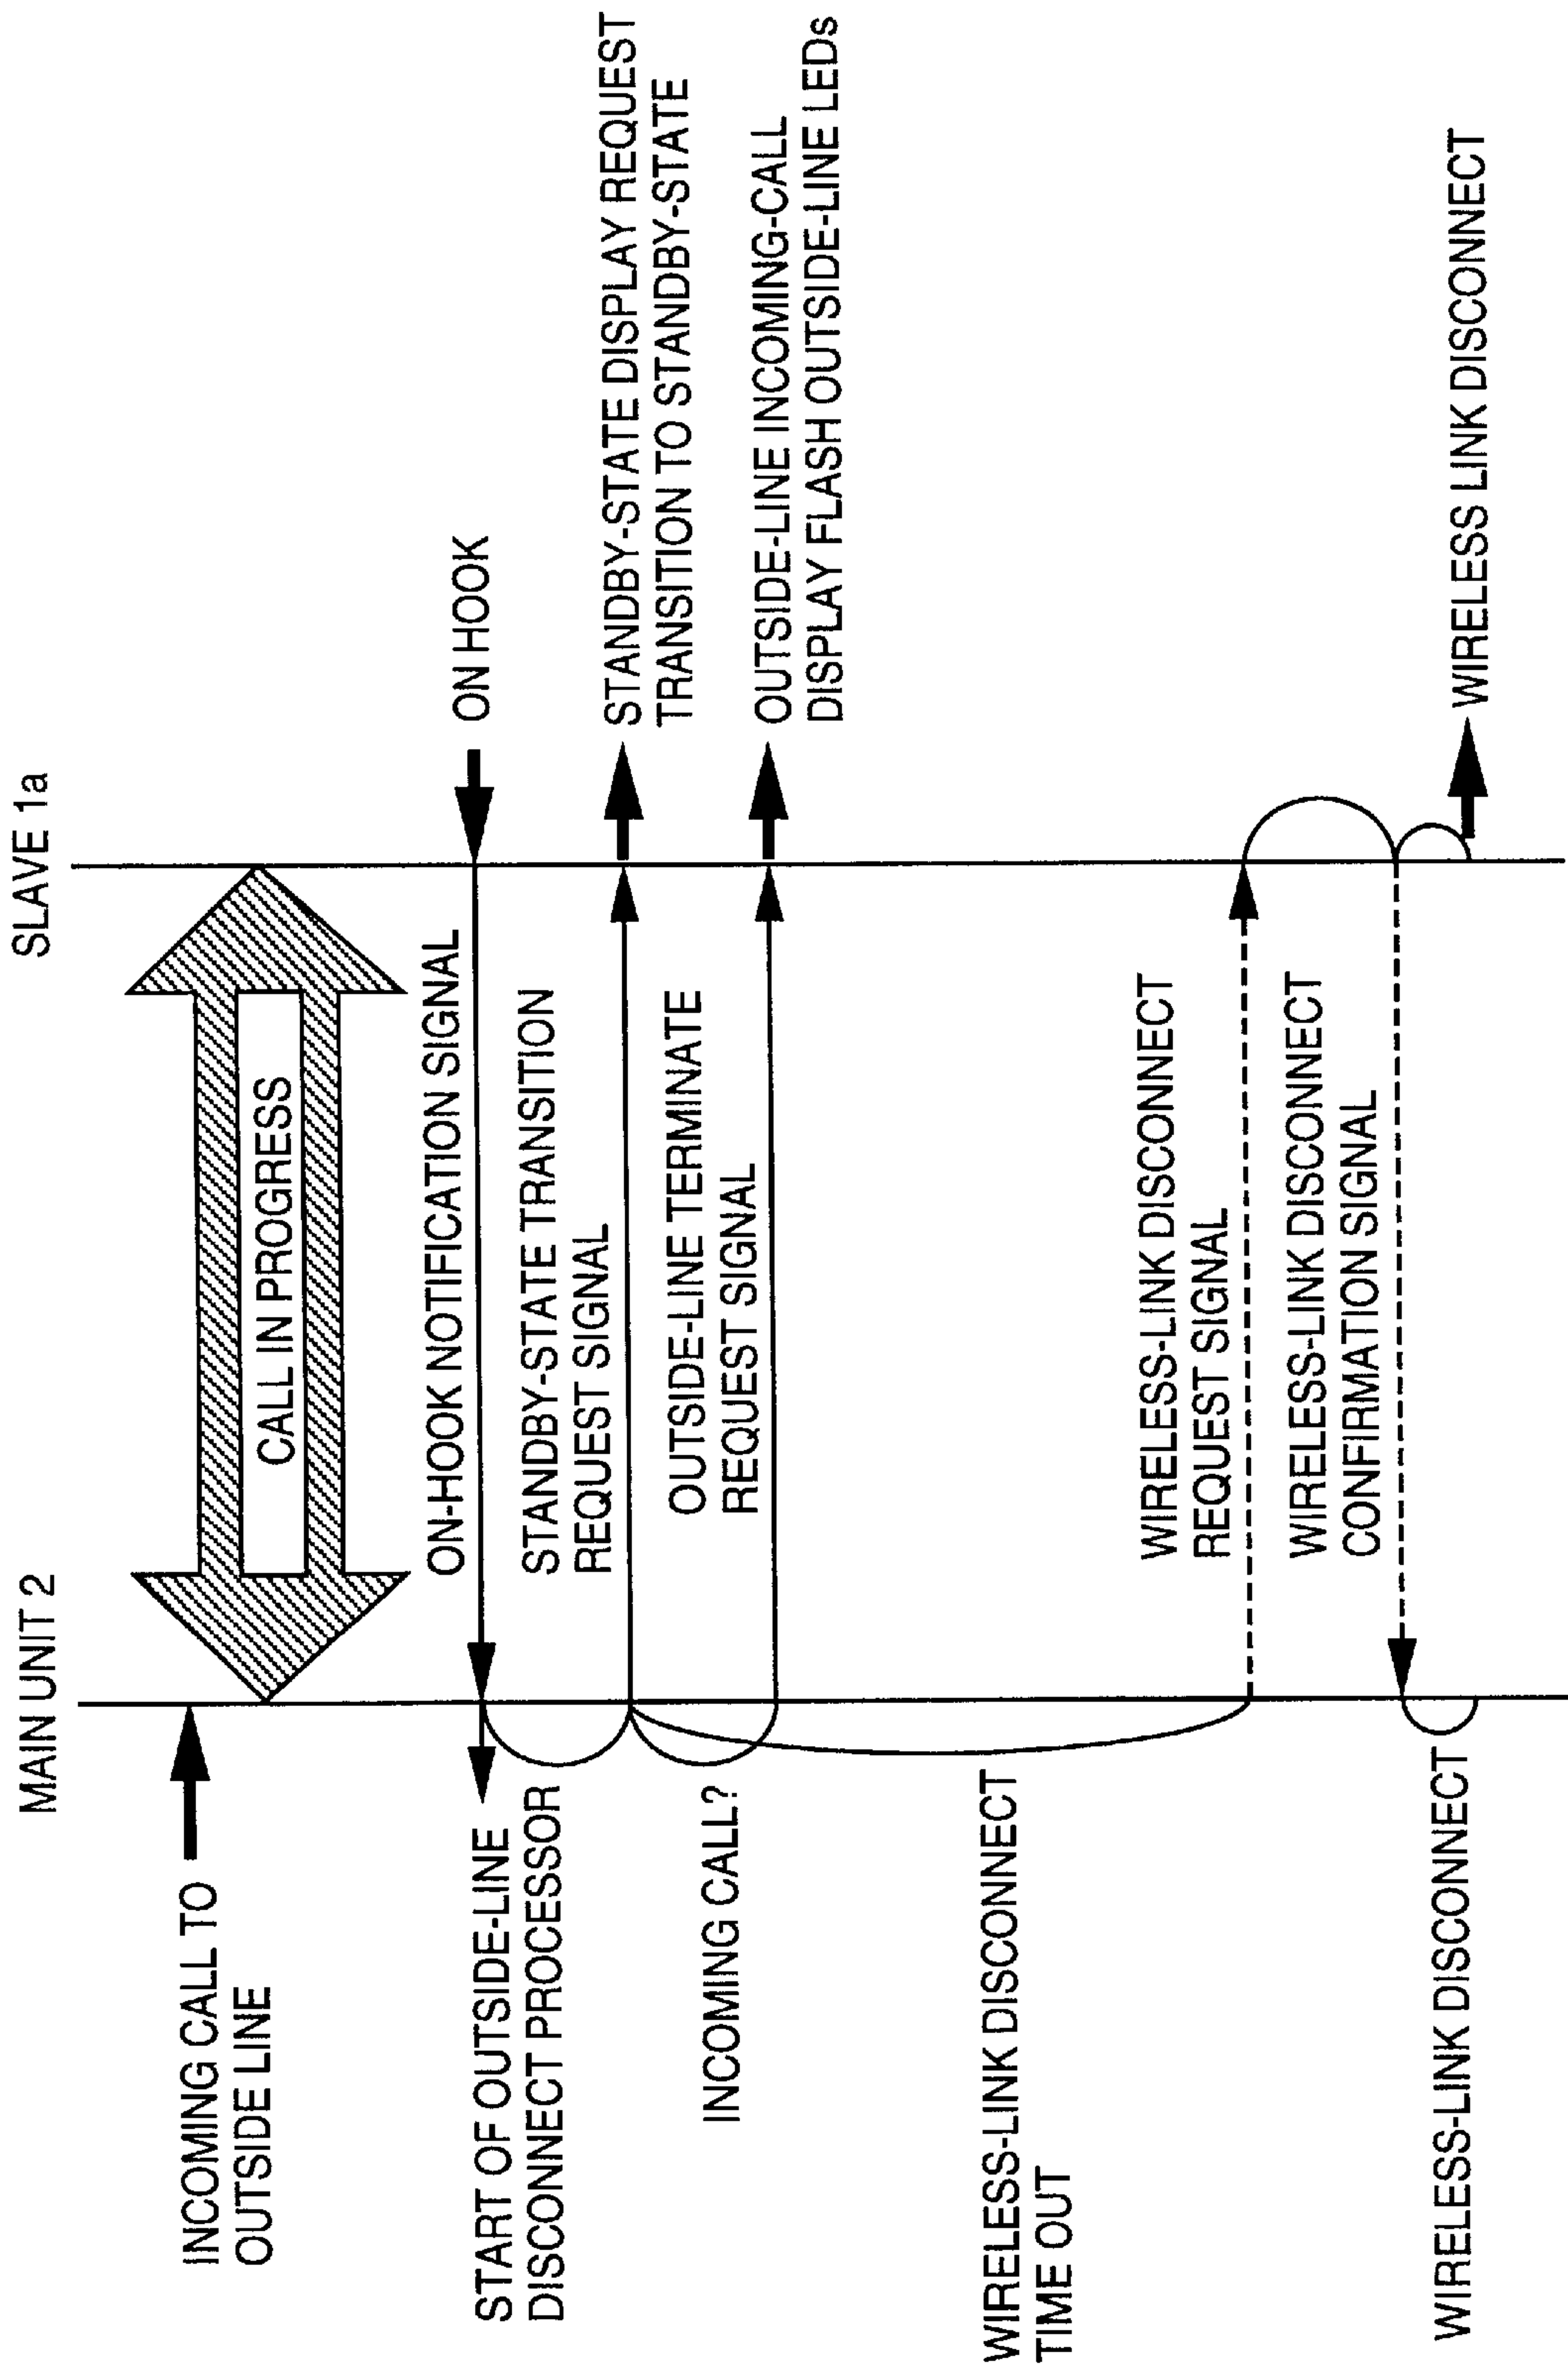 MAIN UNIT 2
SLAVE 1a
INCOMING CALL TO
OUTSIDE LINE
CALL IN PROGRESS
ON-HOOK NOTIFICATION SIGNAL
ON HOOK
START OF OUTSIDE-LINE
DISCONNECT PROCESSOR
STANDBY-STATE TRANSITION
REQUEST SIGNAL
STANDBY-STATE DISPLAY REQUEST
TRANSITION TO STANDBY-STATE
INCOMING CALL?
OUTSIDE-LINE TERMINATE
REQUEST SIGNAL
OUTSIDE-LINE INCOMING-CALL
DISPLAY FLASH OUTSIDE-LINE LEDs
WIRELESS-LINK DISCONNECT
TIME OUT
WIRELESS-LINK DISCONNECT
REQUEST SIGNAL
WIRELESS-LINK DISCONNECT
CONFIRMATION SIGNAL
WIRELESS-LINK DISCONNECT
WIRELESS LINK DISCONNECT